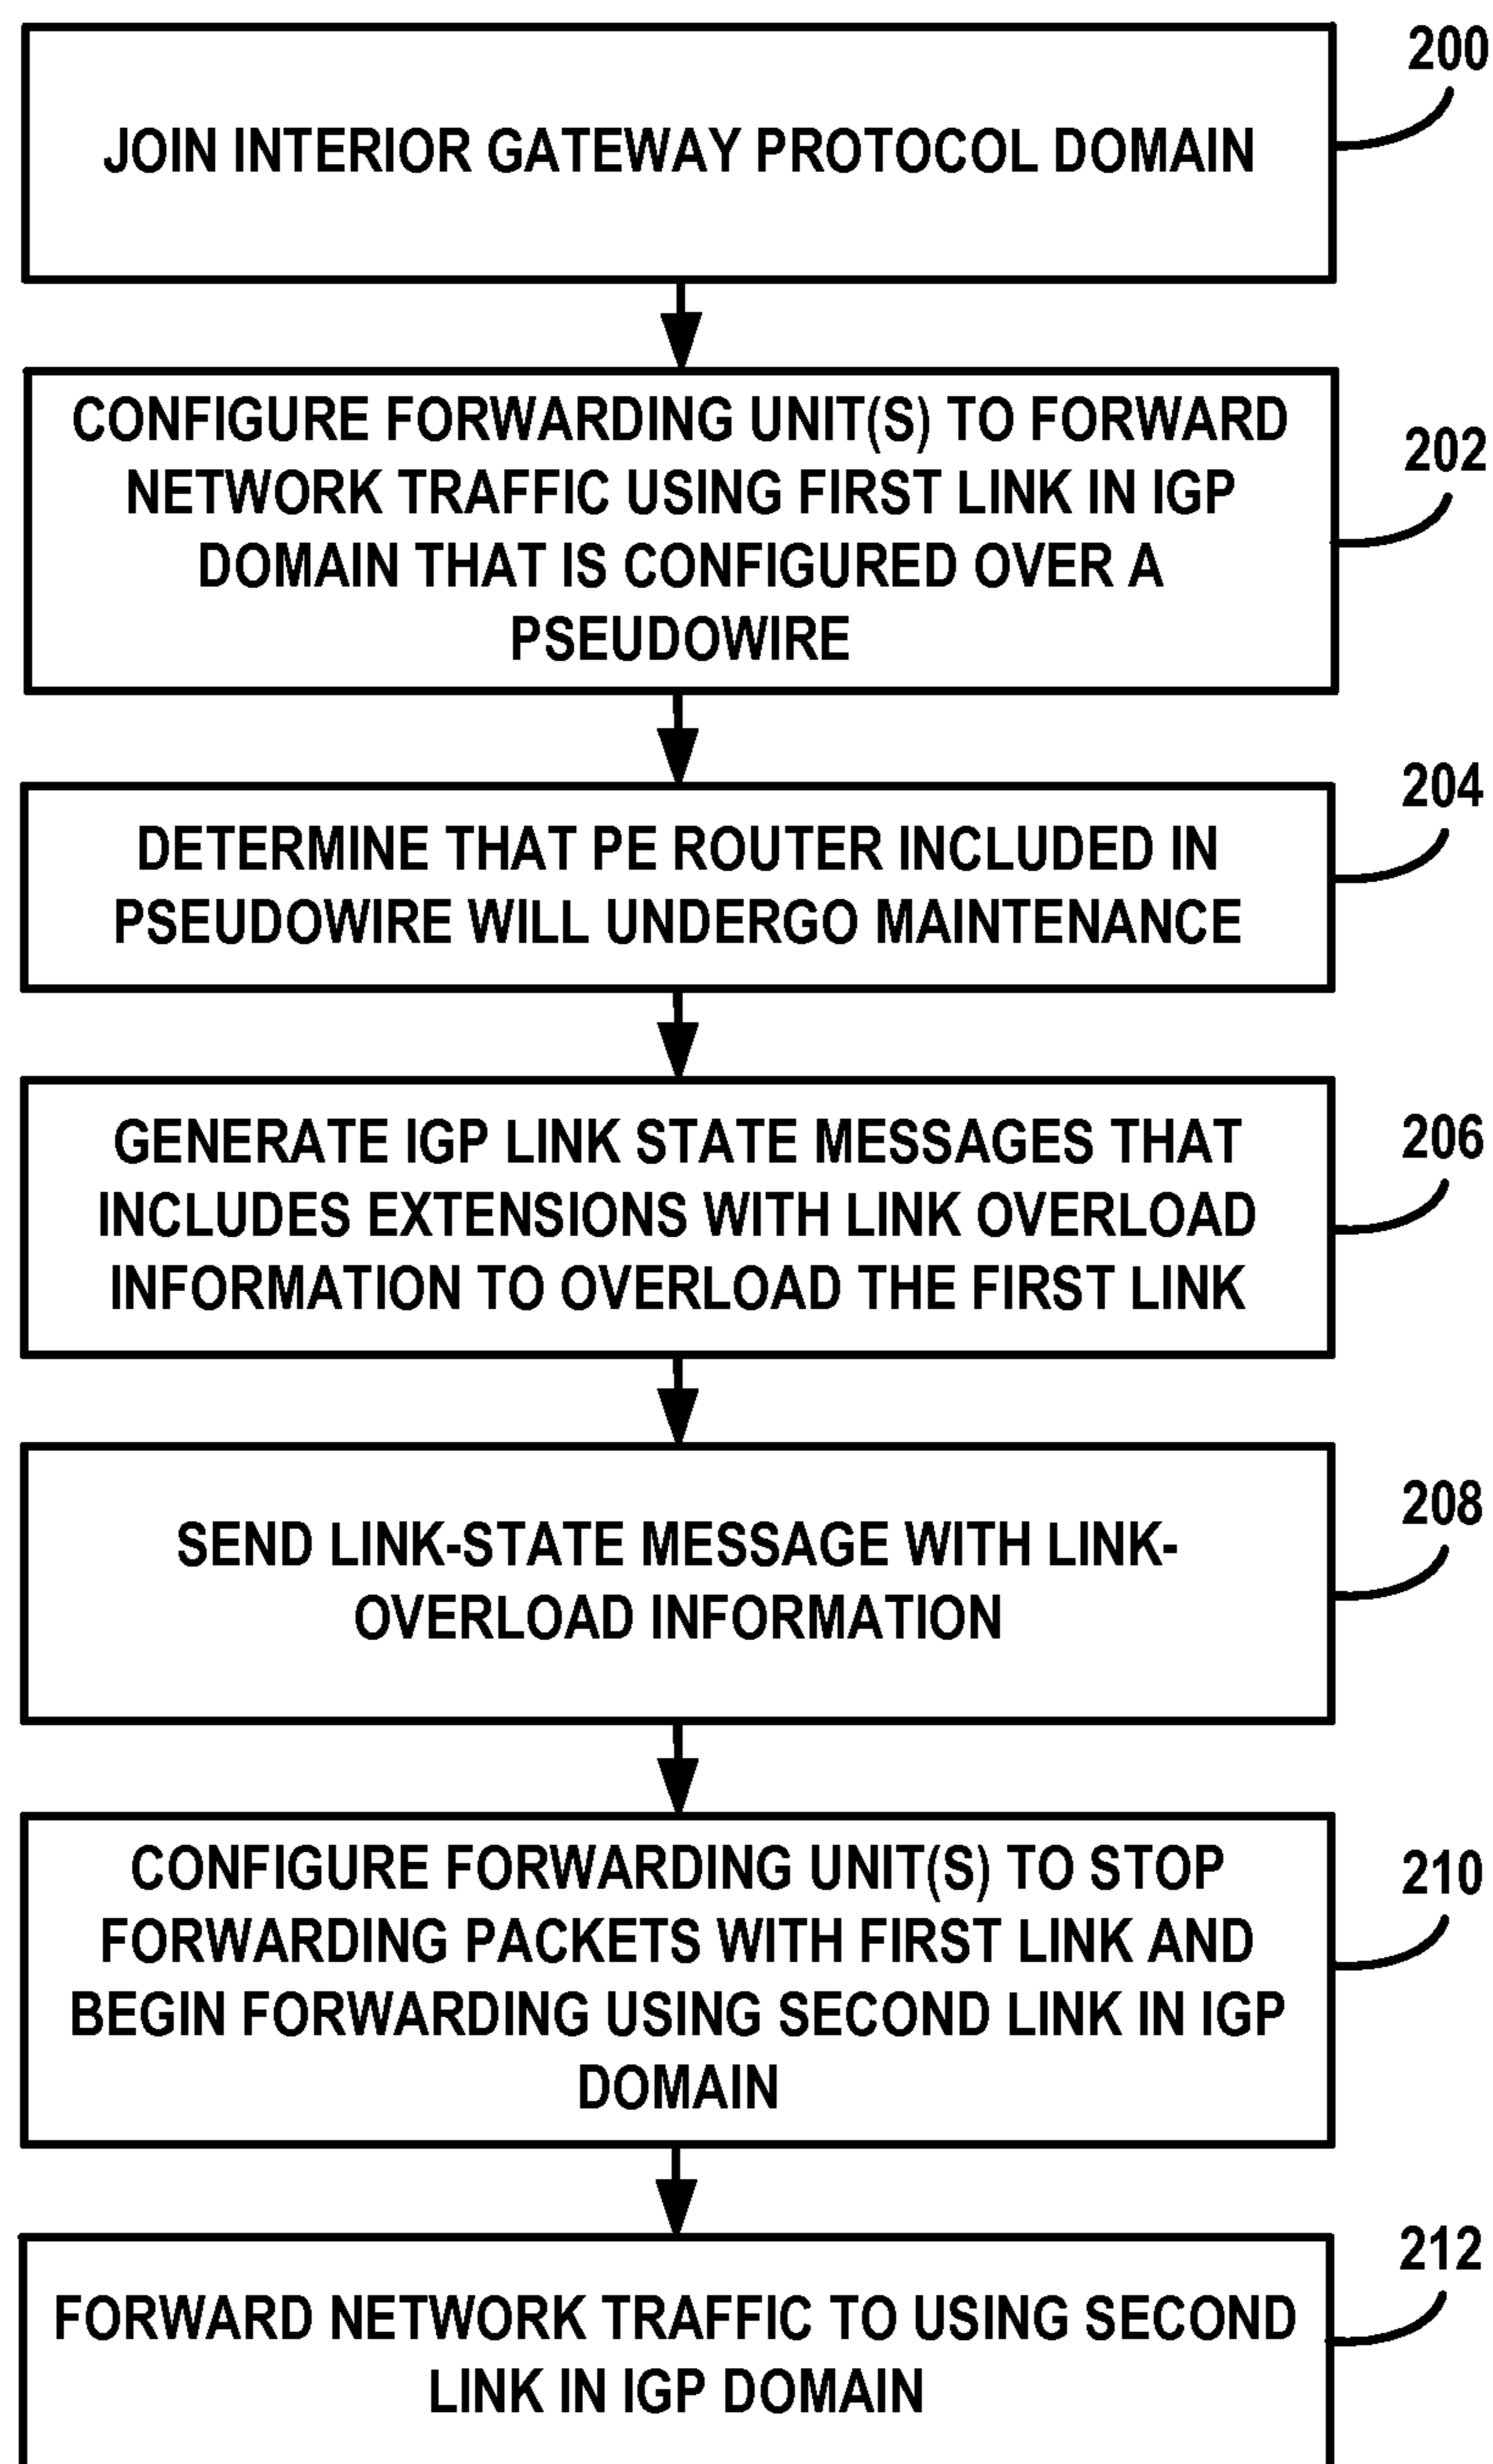 200
JOIN INTERIOR GATEWAY PROTOCOL DOMAIN
CONFIGURE FORWARDING UNIT(S) TO FORWARD
NETWORK TRAFFIC USING FIRST LINK IN IGP
DOMAIN THAT IS CONFIGURED OVER A
PSEUDOWIRE
202
DETERMINE THAT PE ROUTER INCLUDED IN
PSEUDOWIRE WILL UNDERGO MAINTENANCE
204
GENERATE IGP LINK STATE MESSAGES THAT
INCLUDES EXTENSIONS WITH LINK OVERLOAD
INFORMATION TO OVERLOAD THE FIRST LINK
206
SEND LINK-STATE MESSAGE WITH LINK-
OVERLOAD INFORMATION
208
CONFIGURE FORWARDING UNIT(S) TO STOP
FORWARDING PACKETS WITH FIRST LINK AND
BEGIN FORWARDING USING SECOND LINK IN IGP
DOMAIN
210
FORWARD NETWORK TRAFFIC TO USING SECOND
LINK IN IGP DOMAIN
212